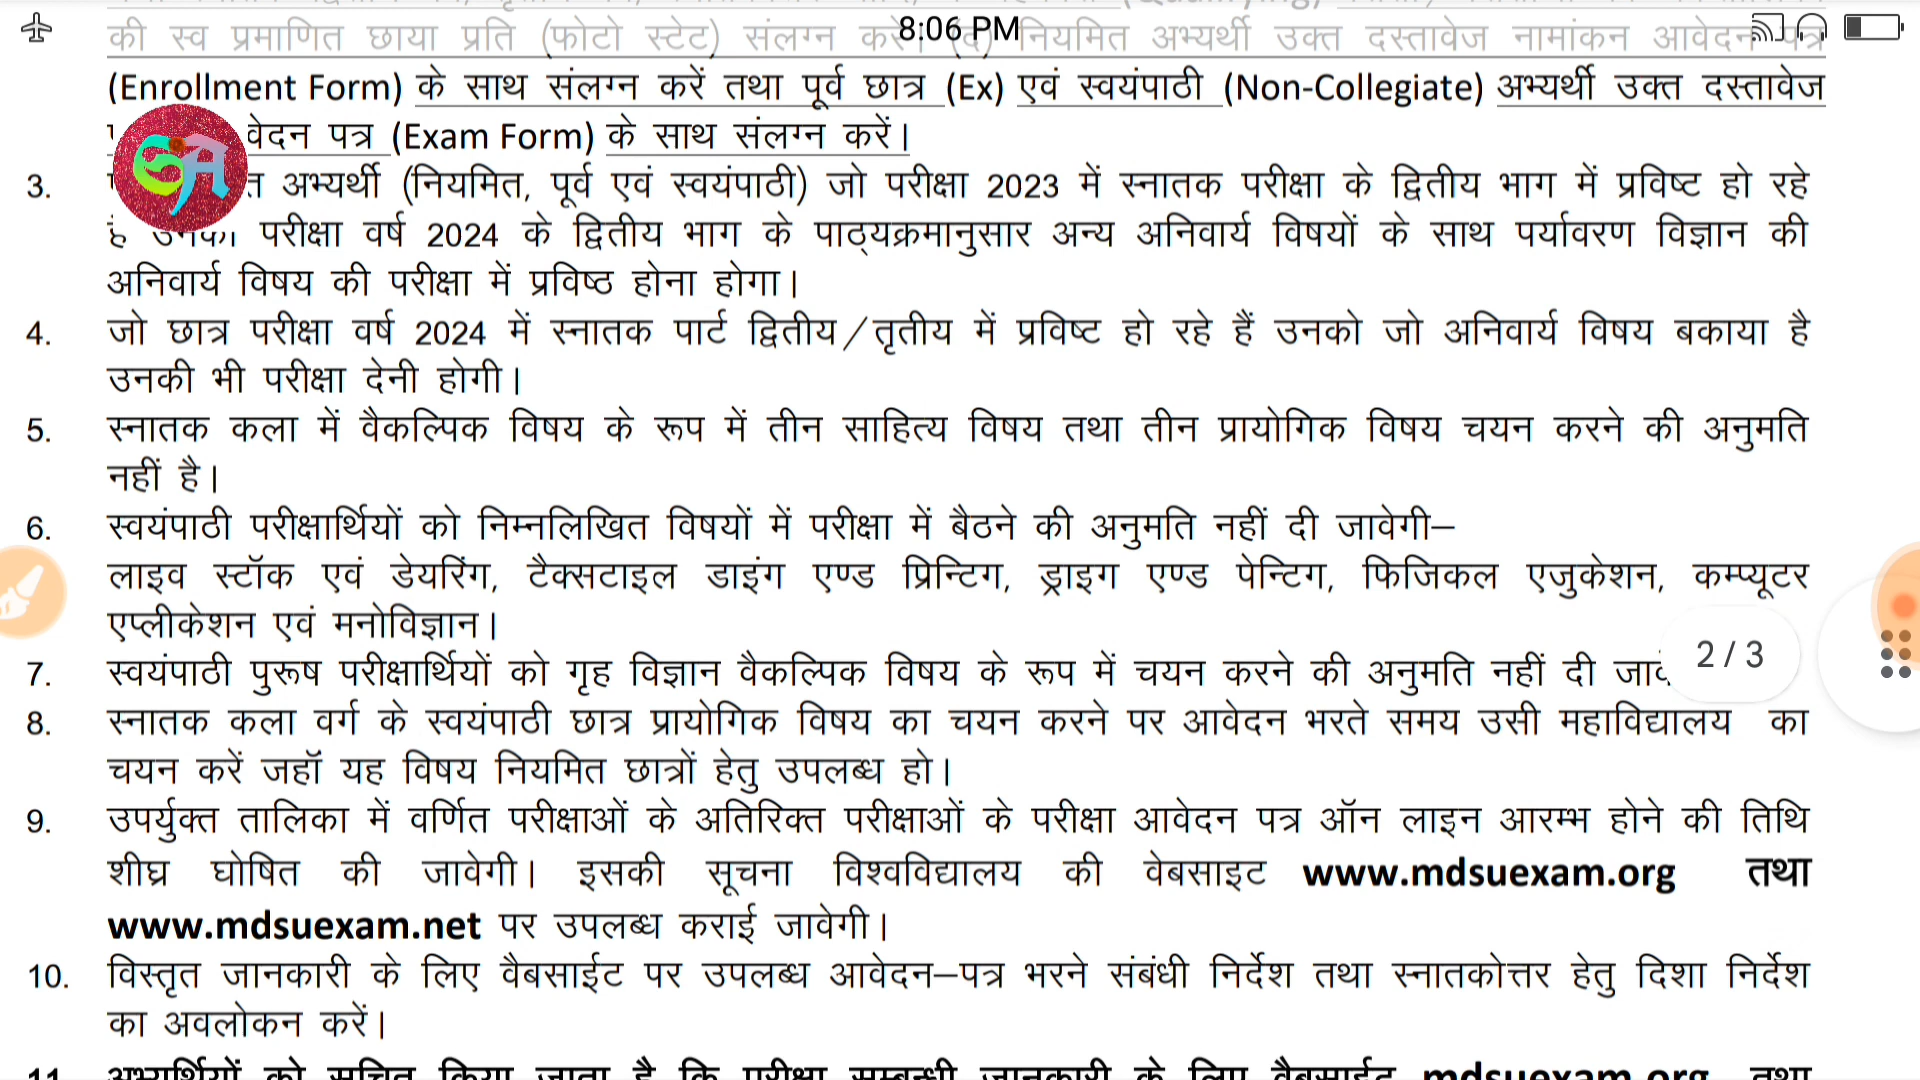 8:06 PM
की स्व प्रमाणित छाया प्रति (फोटो स्टेट) संलग्न करें। (द) नियमित अभ्यर्थी उक्त दस्तावेज नामांकन आवेदन पत्र
(Enrollment Form) के साथ संलग्न करें तथा पूर्व छात्र (Ex) एवं स्वयंपाठी (Non-Collegiate) अभ्यर्थी उक्त दस्तावेज
वेदन पत्र (Exam Form) के साथ संलग्न करें।
3. अभ्यर्थी (नियमित, पूर्व एवं स्वयंपाठी) जो परीक्षा 2023 में स्नातक परीक्षा के द्वितीय भाग में प्रविष्ट हो रहे
परीक्षा वर्ष 2024 के द्वितीय भाग के पाठ्यक्रमानुसार अन्य अनिवार्य विषयों के साथ पर्यावरण विज्ञान की
अनिवार्य विषय की परीक्षा में प्रविष्ठ होना होगा।
4. जो छात्र परीक्षा वर्ष 2024 में स्नातक पार्ट द्वितीय/तृतीय में प्रविष्ट हो रहे हैं उनको जो अनिवार्य विषय बकाया है
उनकी भी परीक्षा देनी होगी।
5. स्नातक कला में वैकल्पिक विषय के रूप में तीन साहित्य विषय तथा तीन प्रायोगिक विषय चयन करने की अनुमति
नहीं है।
6. स्वयंपाठी परीक्षार्थियों को निम्नलिखित विषयों में परीक्षा में बैठने की अनुमति नहीं दी जावेगी–
लाइव स्टॉक एवं डेयरिंग, टैक्सटाइल डाइंग एण्ड प्रिन्टिग, ड्राइग एण्ड पेन्टिग, फिजिकल एजुकेशन, कम्प्यूटर
एप्लीकेशन एवं मनोविज्ञान।
7. स्वयंपाठी पुरूष परीक्षार्थियों को गृह विज्ञान वैकल्पिक विषय के रूप में चयन करने की अनुमति नहीं दी
2 / 3
8. स्नातक कला वर्ग के स्वयंपाठी छात्र प्रायोगिक विषय का चयन करने पर आवेदन भरते समय उसी महाविद्यालय का
चयन करें जहॉ यह विषय नियमित छात्रों हेतु उपलब्ध हो।
9. उपर्युक्त तालिका में वर्णित परीक्षाओं के अतिरिक्त परीक्षाओं के परीक्षा आवेदन पत्र ऑन लाइन आरम्भ होने की तिथि
शीघ्र घोषित की जावेगी। इसकी सूचना विश्वविद्यालय की वेबसाइट www.mdsuexam.org तथा
www.mdsuexam.net पर उपलब्ध कराई जावेगी।
10. विस्तृत जानकारी के लिए वैबसाईट पर उपलब्ध आवेदन–पत्र भरने संबंधी निर्देश तथा स्नातकोत्तर हेतु दिशा निर्देश
का अवलोकन करें।
11. अभ्यर्थियों को सूचित किया जाता है कि परीक्षा सम्बन्धी जानकारी के लिए वैबसाईट mdsuexam.org तथा